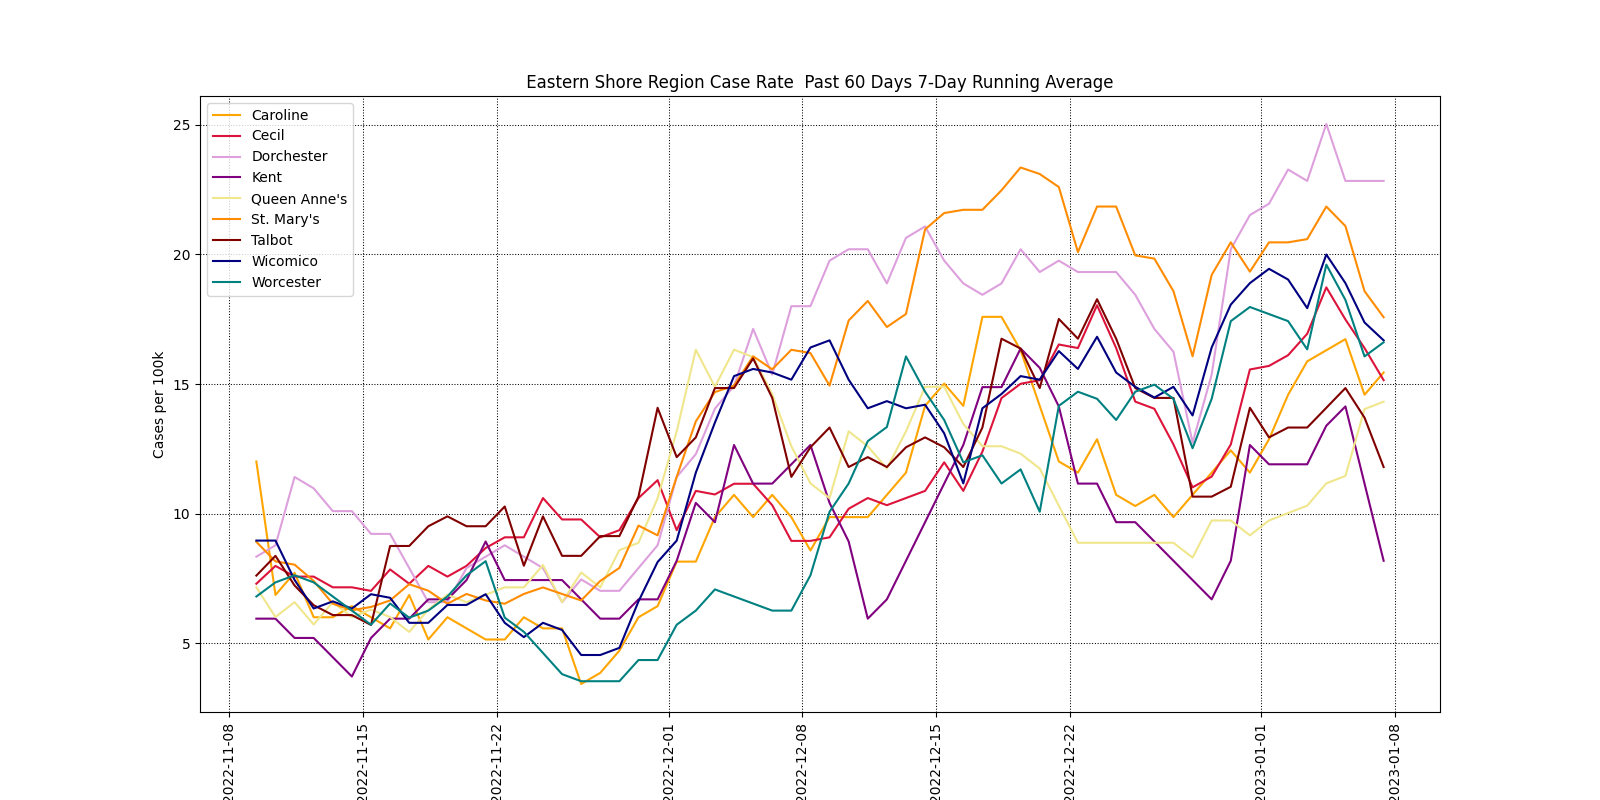 Eastern Shore Region Case Rate  Past 60 Days 7-Day Running Average
Cases per 100k
25
20
15
10
5
Caroline
Cecil
Dorchester
Kent
Queen Anne's
St. Mary's
Talbot
Wicomico
Worcester
2022-11-08
2022-11-15
2022-11-22
2022-12-01
2022-12-08
2022-12-15
2022-12-22
2023-01-01
2023-01-08